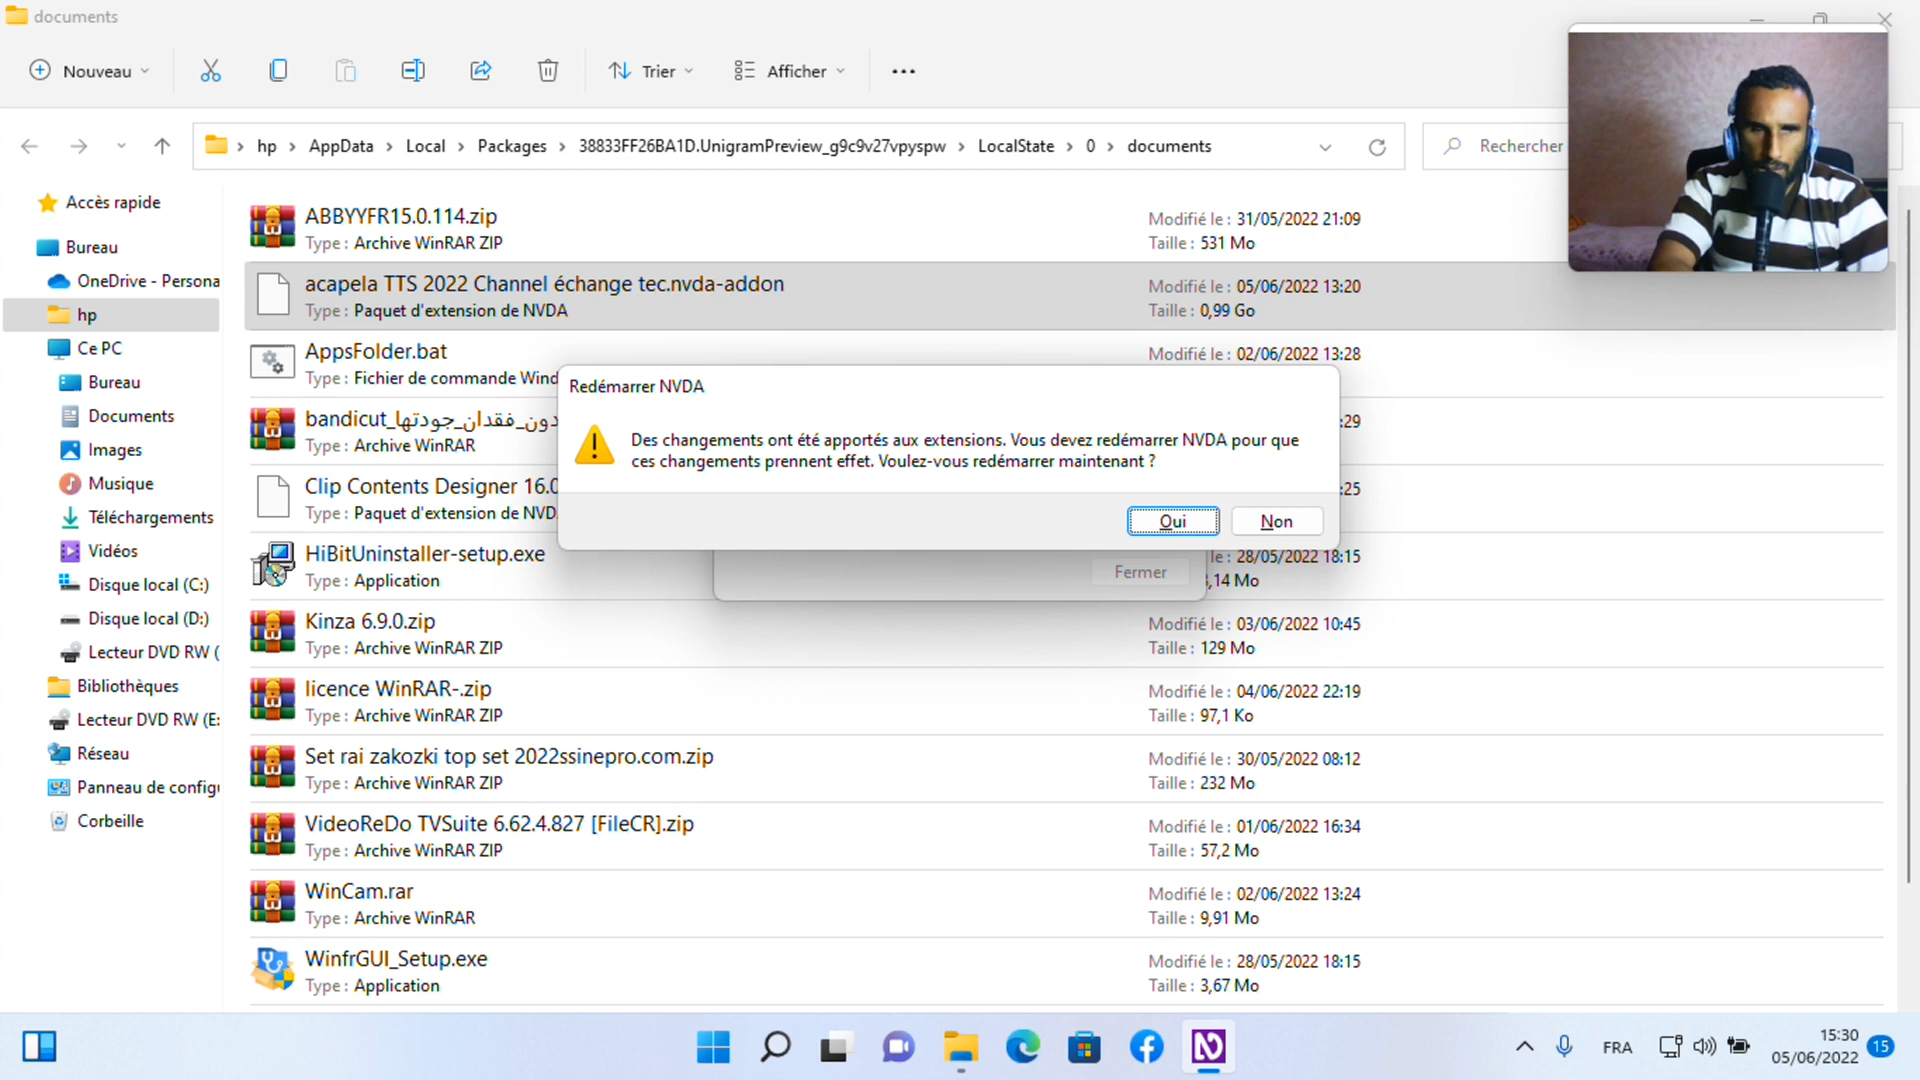 documents
Nouveau
Trier
Afficher
hp
AppData
Local
Packages
38833FF26BA1D.UnigramPreview_g9c9v27vpyspw
LocalState
0
documents
Rechercher
Accès rapide
Bureau
OneDrive - Persona
hp
Ce PC
Bureau
Documents
Images
Musique
Téléchargements
Vidéos
Disque local (C:)
Disque local (D:)
Lecteur DVD RW (
Bibliothèques
Lecteur DVD RW (E:
Réseau
Panneau de config
Corbeille
ABBYYFR15.0.114.zip
Type : Archive WinRAR ZIP
Modifié le : 31/05/2022 21:09
Taille : 531 Mo
acapela TTS 2022 Channel échange tec.nvda-addon
Type : Paquet d'extension de NVDA
Modifié le : 05/06/2022 13:20
Taille : 0,99 Go
AppsFolder.bat
Type : Fichier de commande Wind
Modifié le : 02/06/2022 13:28
bandicut_دون_فقدان_جودتها
Type : Archive WinRAR
:29
Clip Contents Designer 16.0
Type : Paquet d'extension de NVD
:25
Redémarrer NVDA
Des changements ont été apportés aux extensions. Vous devez redémarrer NVDA pour que
ces changements prennent effet. Voulez-vous redémarrer maintenant ?
Oui
Non
Fermer
HiBitUninstaller-setup.exe
Type : Application
le : 28/05/2022 18:15
,14 Mo
Kinza 6.9.0.zip
Type : Archive WinRAR ZIP
Modifié le : 03/06/2022 10:45
Taille : 129 Mo
licence WinRAR-.zip
Type : Archive WinRAR ZIP
Modifié le : 04/06/2022 22:19
Taille : 97,1 Ko
Set rai zakozki top set 2022ssinepro.com.zip
Type : Archive WinRAR ZIP
Modifié le : 30/05/2022 08:12
Taille : 232 Mo
VideoReDo TVSuite 6.62.4.827 [FileCR].zip
Type : Archive WinRAR ZIP
Modifié le : 01/06/2022 16:34
Taille : 57,2 Mo
WinCam.rar
Type : Archive WinRAR
Modifié le : 02/06/2022 13:24
Taille : 9,91 Mo
WinfrGUI_Setup.exe
Type : Application
Modifié le : 28/05/2022 18:15
Taille : 3,67 Mo
FRA
15:30
05/06/2022
15